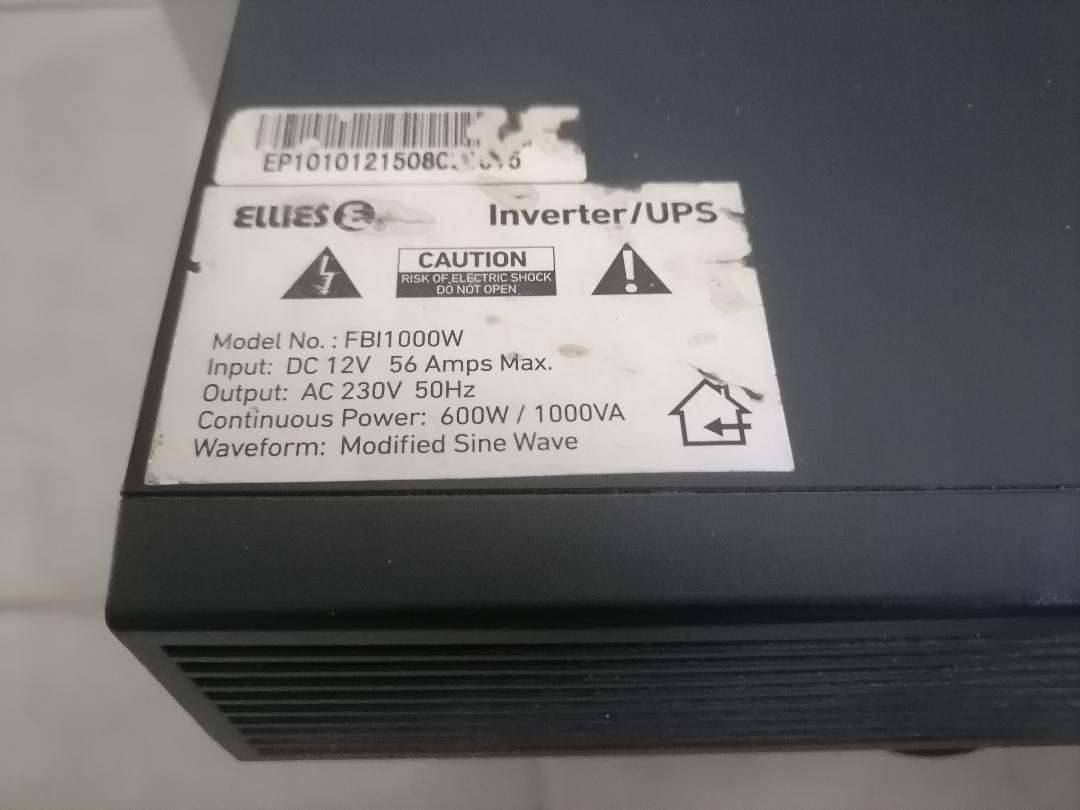 ELLIES E
Inverter/UPS
CAUTION
RISK OF ELECTRIC SHOCK
DO NOT OPEN
Model No. : FBI1000W
Input: DC 12V 56 Amps Max.
Output: AC 230V 50Hz
Continuous Power: 600W / 1000VA
Waveform: Modified Sine Wave